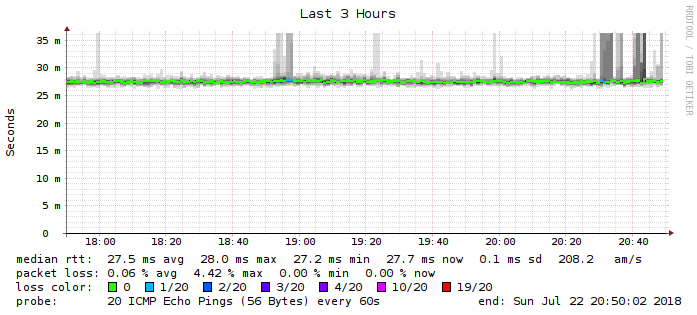 Last 3 Hours
RRDTOOL / TOBI OETIKER
Seconds
35 m
30 m
25 m
20 m
15 m
10 m
5 m
0
18:00 18:20 18:40 19:00 19:20 19:40 20:00 20:20 20:40
median rtt: 27.5 ms avg 28.0 ms max 27.2 ms min 27.7 ms now 0.1 ms sd 208.2 am/s
packet loss: 0.06 % avg 4.42 % max 0.00 % min 0.00 % now
loss color: 0 1/20 2/20 3/20 4/20 10/20 19/20
probe: 20 ICMP Echo Pings (56 Bytes) every 60s end: Sun Jul 22 20:50:02 2018